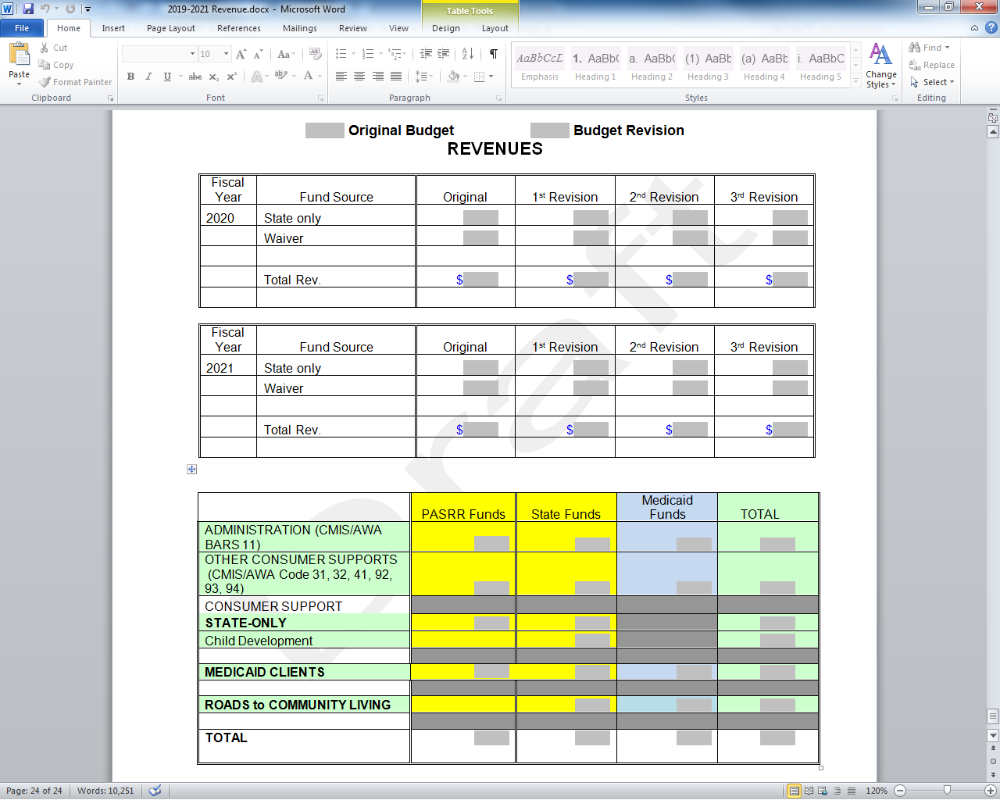 2019-2021 Revenue.docx - Microsoft Word
Table Tools
File Home Insert Page Layout References Mailings Review View Design Layout
Paste
Cut
Copy
Format Painter
Clipboard
10
Font
Paragraph
AaBbCcL 1. AaBb( a. AaBb( (1) AaBb (a) AaBb i. AaBbC
Emphasis Heading 1 Heading 2 Heading 3 Heading 4 Heading 5
Change
Styles
Styles
Find
Replace
Select
Editing
Original Budget Budget Revision
REVENUES
Fiscal
Year Fund Source Original 1st Revision 2nd Revision 3rd Revision
2020 State only
Waiver
Total Rev. $ $ $ $
Fiscal
Year Fund Source Original 1st Revision 2nd Revision 3rd Revision
2021 State only
Waiver
Total Rev. $ $ $ $
Draft
Medicaid
PASRR Funds State Funds Funds TOTAL
ADMINISTRATION (CMIS/AWA
BARS 11)
OTHER CONSUMER SUPPORTS
(CMIS/AWA Code 31, 32, 41, 92,
93, 94)
CONSUMER SUPPORT
STATE-ONLY
Child Development
MEDICAID CLIENTS
ROADS to COMMUNITY LIVING
TOTAL
Page: 24 of 24 Words: 10,251 120%